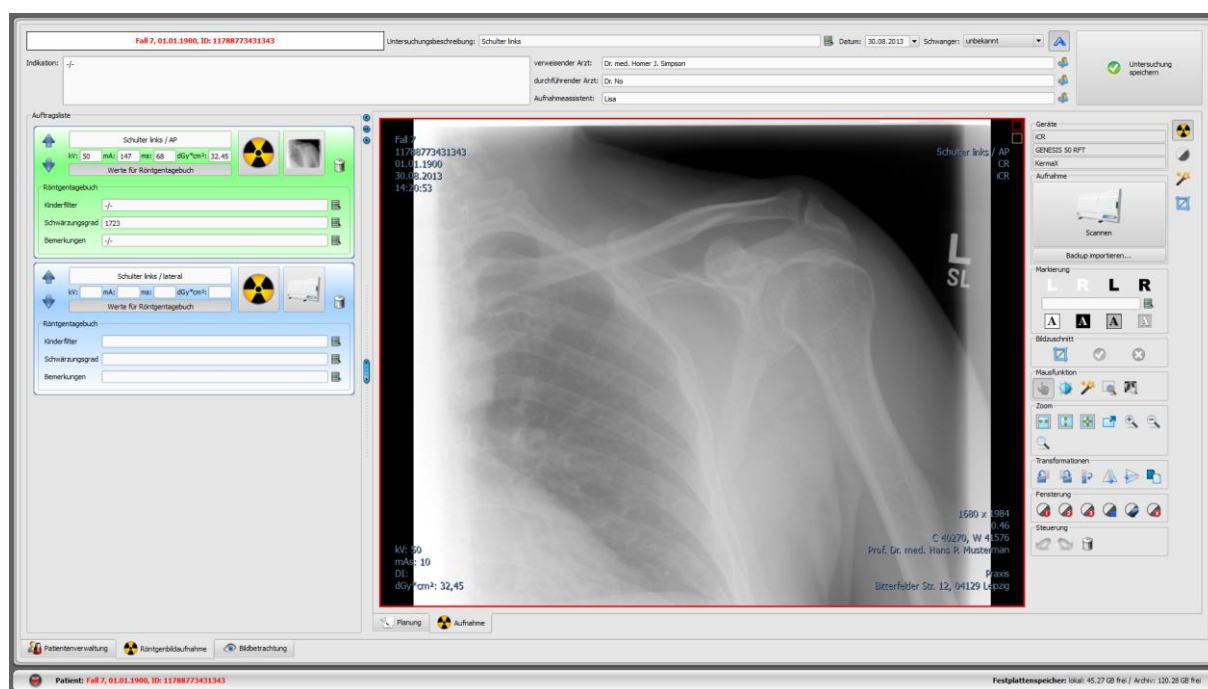 Fall 7, 01.01.1900, ID: 11788773431343
Untersuchungsbeschreibung: Schulter links
Datum: 30.08.2013 Schwanger: unbekannt
Untersuchung speichern
Indikation: -/-
verweisender Arzt: Dr. med. Homer J. Simpson
durchführender Arzt: Dr. No
Aufnahmeassistent: Lisa
Auftragsliste
Schulter links / AP
kV: 50 mA: 147 ms: 68 dGy*cm²: 32,45
Werte für Röntgentagebuch
Röntgentagebuch
Kinderfilter -/-
Schwärzungsgrad 1723
Bemerkungen -/-
Schulter links / lateral
kV: mA: ms: dGy*cm²:
Werte für Röntgentagebuch
Röntgentagebuch
Kinderfilter
Schwärzungsgrad
Bemerkungen
Fall 7
11788773431343
01.01.1900
30.08.2013
14:20:53
Schulter links / AP
CR
iCR
L
SL
kV: 50
mAs: 10
DI:
dGy*cm²: 32,45
1680 x 1984
0.46
C 40270, W 41576
Prof. Dr. med. Hans P. Musterman
Praxis
Bitterfelder Str. 12, 04129 Leipzig
Geräte
iCR
GENESIS 50 RFT
KermaX
Aufnahme
Scannen
Backup importieren...
Markierung
L R L R
A A A A
Bildzuschnitt
Mausfunktion
Zoom
Transformationen
Fensterung
Steuerung
Planung Aufnahme
Patientenverwaltung Röntgenbildaufnahme Bildbetrachtung
Patient: Fall 7, 01.01.1900, ID: 11788773431343
Festplattenspeicher: lokal: 45.27 GB frei / Archiv: 120.28 GB frei